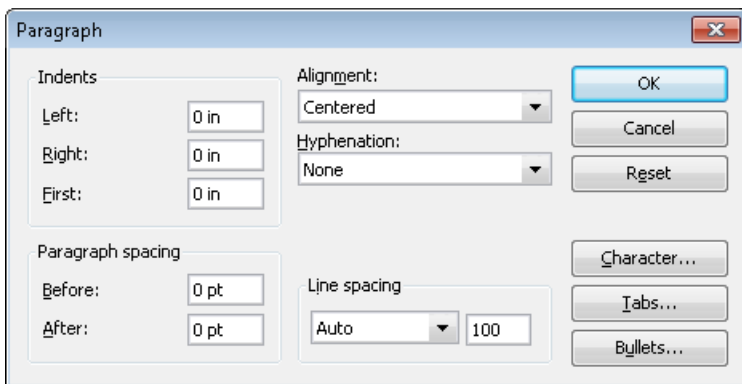 Paragraph
Indents
Left: 0 in
Right: 0 in
First: 0 in
Alignment:
Centered
Hyphenation:
None
OK
Cancel
Reset
Paragraph spacing
Before: 0 pt
After: 0 pt
Line spacing
Auto 100
Character...
Tabs...
Bullets...